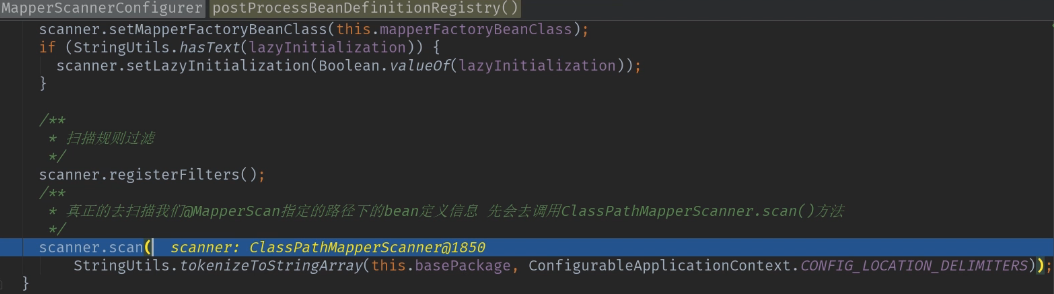 MapperScannerConfigurer postProcessBeanDefinitionRegistry()
scanner.setMapperFactoryBeanClass(this.mapperFactoryBeanClass);
if (StringUtils.hasText(lazyInitialization)) {
scanner.setLazyInitialization(Boolean.valueOf(lazyInitialization));
}
/**
* 扫描规则过滤
*/
scanner.registerFilters();
/**
* 真正的去扫描我们@MapperScan指定的路径下的bean定义信息 先会去调用ClassPathMapperScanner.scan()方法
*/
scanner.scan( scanner: ClassPathMapperScanner@1850
StringUtils.tokenizeToStringArray(this.basePackage, ConfigurableApplicationContext.CONFIG_LOCATION_DELIMITERS));
}